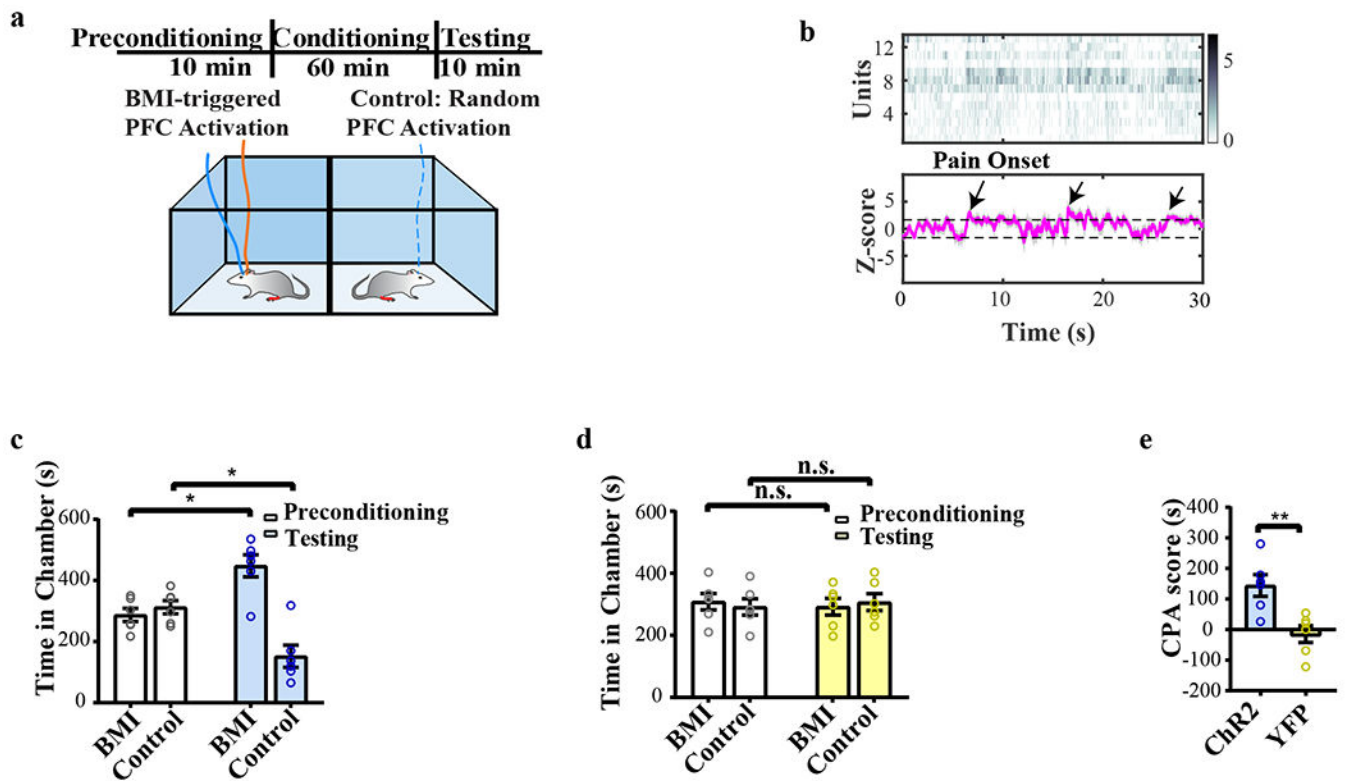 a
Preconditioning Conditioning Testing
10 min 60 min 10 min
BMI-triggered Control: Random
PFC Activation PFC Activation
b
Units
12
8
4
5
0
Pain Onset
Z-score
5
0
-5
0 10 20 30
Time (s)
c
Time in Chamber (s)
*
*
600
400
200
0
Preconditioning
Testing
BMI Control BMI Control
d
Time in Chamber (s)
n.s.
n.s.
600
400
200
0
Preconditioning
Testing
BMI Control BMI Control
e
CPA score (s)
**
400
300
200
100
0
-100
-200
ChR2 YFP